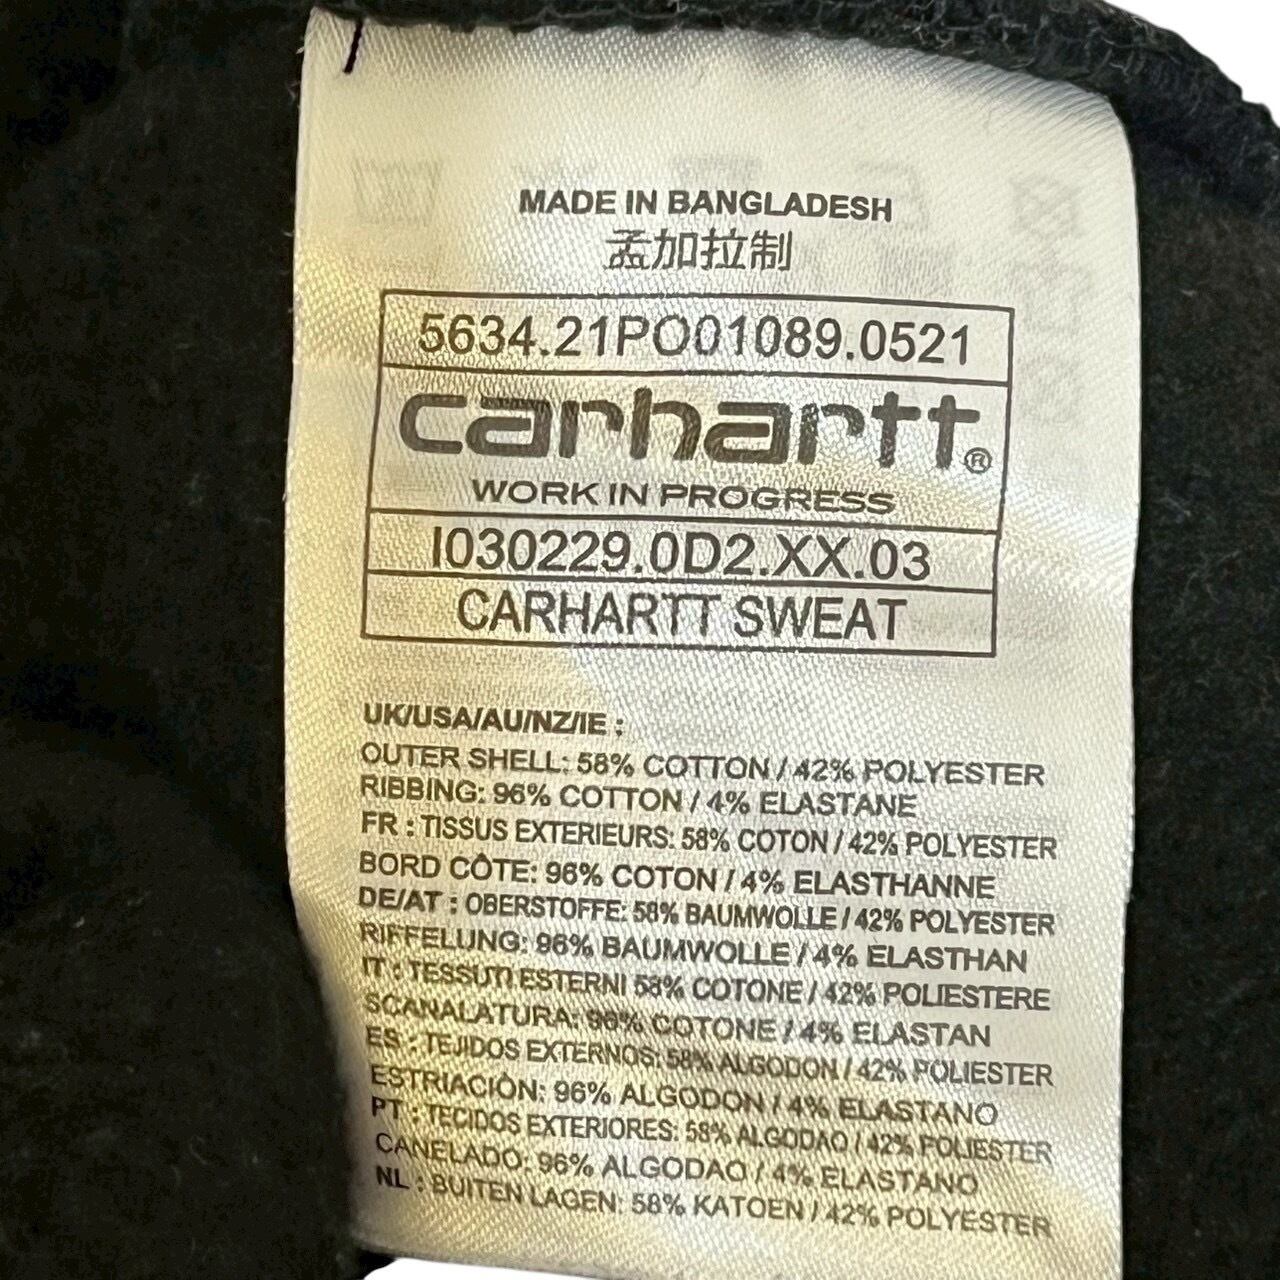 MADE IN BANGLADESH
孟加拉制
5634.21PO01089.0521
carhartt®
WORK IN PROGRESS
I030229.0D2.XX.03
CARHARTT SWEAT
UK/USA/AU/NZ/IE :
OUTER SHELL: 58% COTTON / 42% POLYESTER
RIBBING: 96% COTTON / 4% ELASTANE
FR : TISSUS EXTERIEURS: 58% COTON / 42% POLYESTER
BORD CÔTE: 96% COTON / 4% ELASTHANNE
DE/AT : OBERSTOFFE: 58% BAUMWOLLE / 42% POLYESTER
RIFFELUNG: 96% BAUMWOLLE / 4% ELASTHAN
IT : TESSUTI ESTERNI 58% COTONE / 42% POLIESTERE
SCANALATURA: 96% COTONE / 4% ELASTAN
ES : TEJIDOS EXTERNOS: 58% ALGODON / 42% POLIESTER
ESTRIACIÓN: 96% ALGODON / 4% ELASTANO
PT : TECIDOS EXTERIORES: 58% ALGODAO / 42% POLIESTER
CANELADO: 96% ALGODAO / 4% ELASTANO
NL : BUITEN LAGEN: 58% KATOEN / 42% POLYESTER